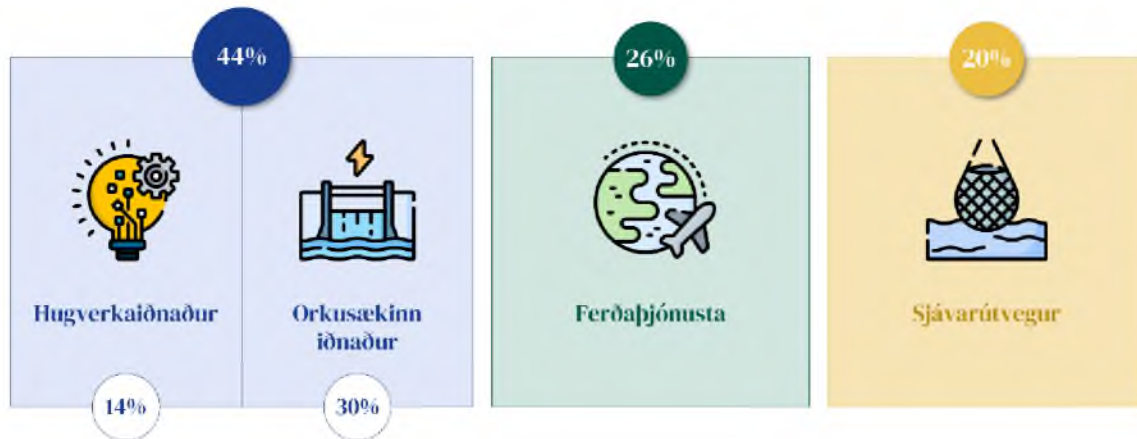 44%
Hugverkaiðnaður
14%
Orkusækinn
iðnaður
30%
26%
Ferðaþjónusta
20%
Sjávarútvegur